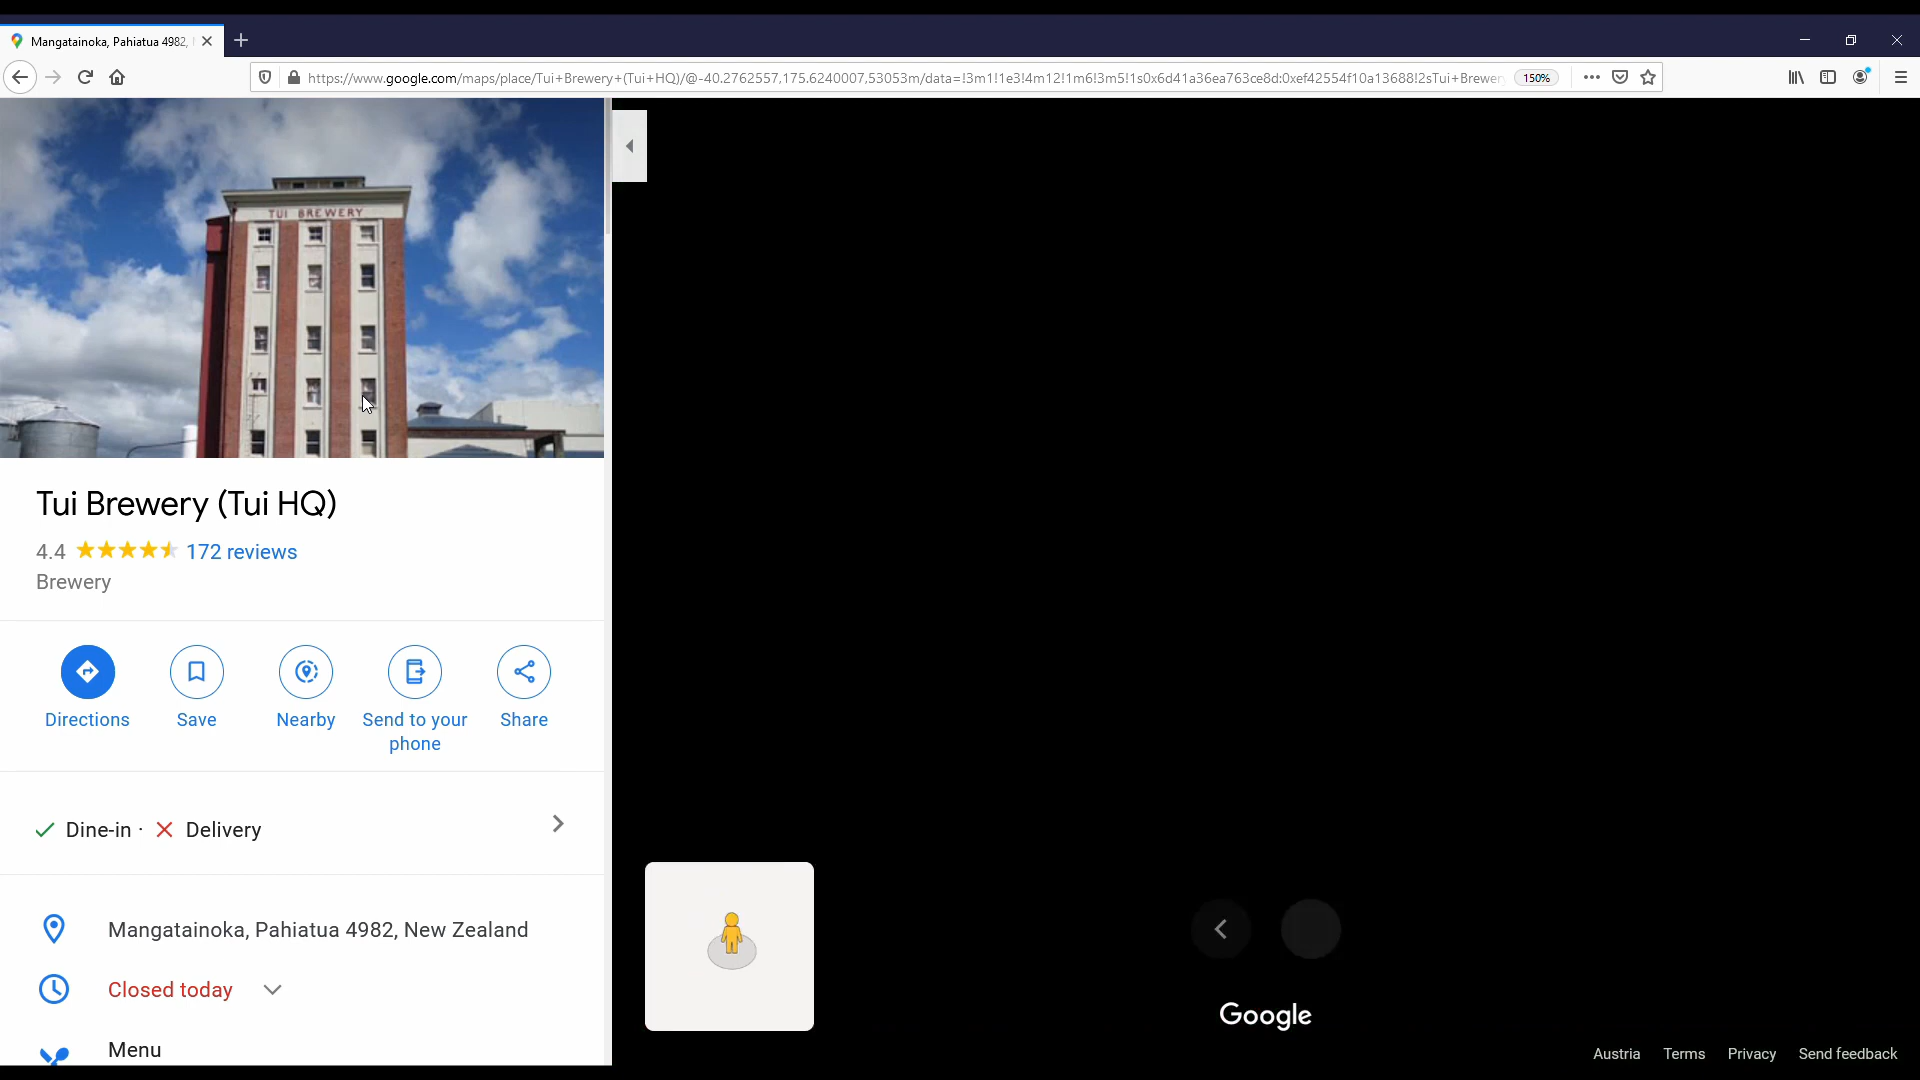 Mangatainoka, Pahiatua 4982,
https://www.google.com/maps/place/Tui+Brewery+(Tui+HQ)/@-40.2762557,175.6240007,53053m/data=!3m1!1e3!4m12!1m6!3m5!1s0x6d41a36ea763ce8d:0xef42554f10a13688!2sTui+Brewer
150%
TUI BREWERY
Tui Brewery (Tui HQ)
4.4 172 reviews
Brewery
Directions
Save
Nearby
Send to your
phone
Share
Dine-in · Delivery
Mangatainoka, Pahiatua 4982, New Zealand
Closed today
Menu
Google
Austria Terms Privacy Send feedback